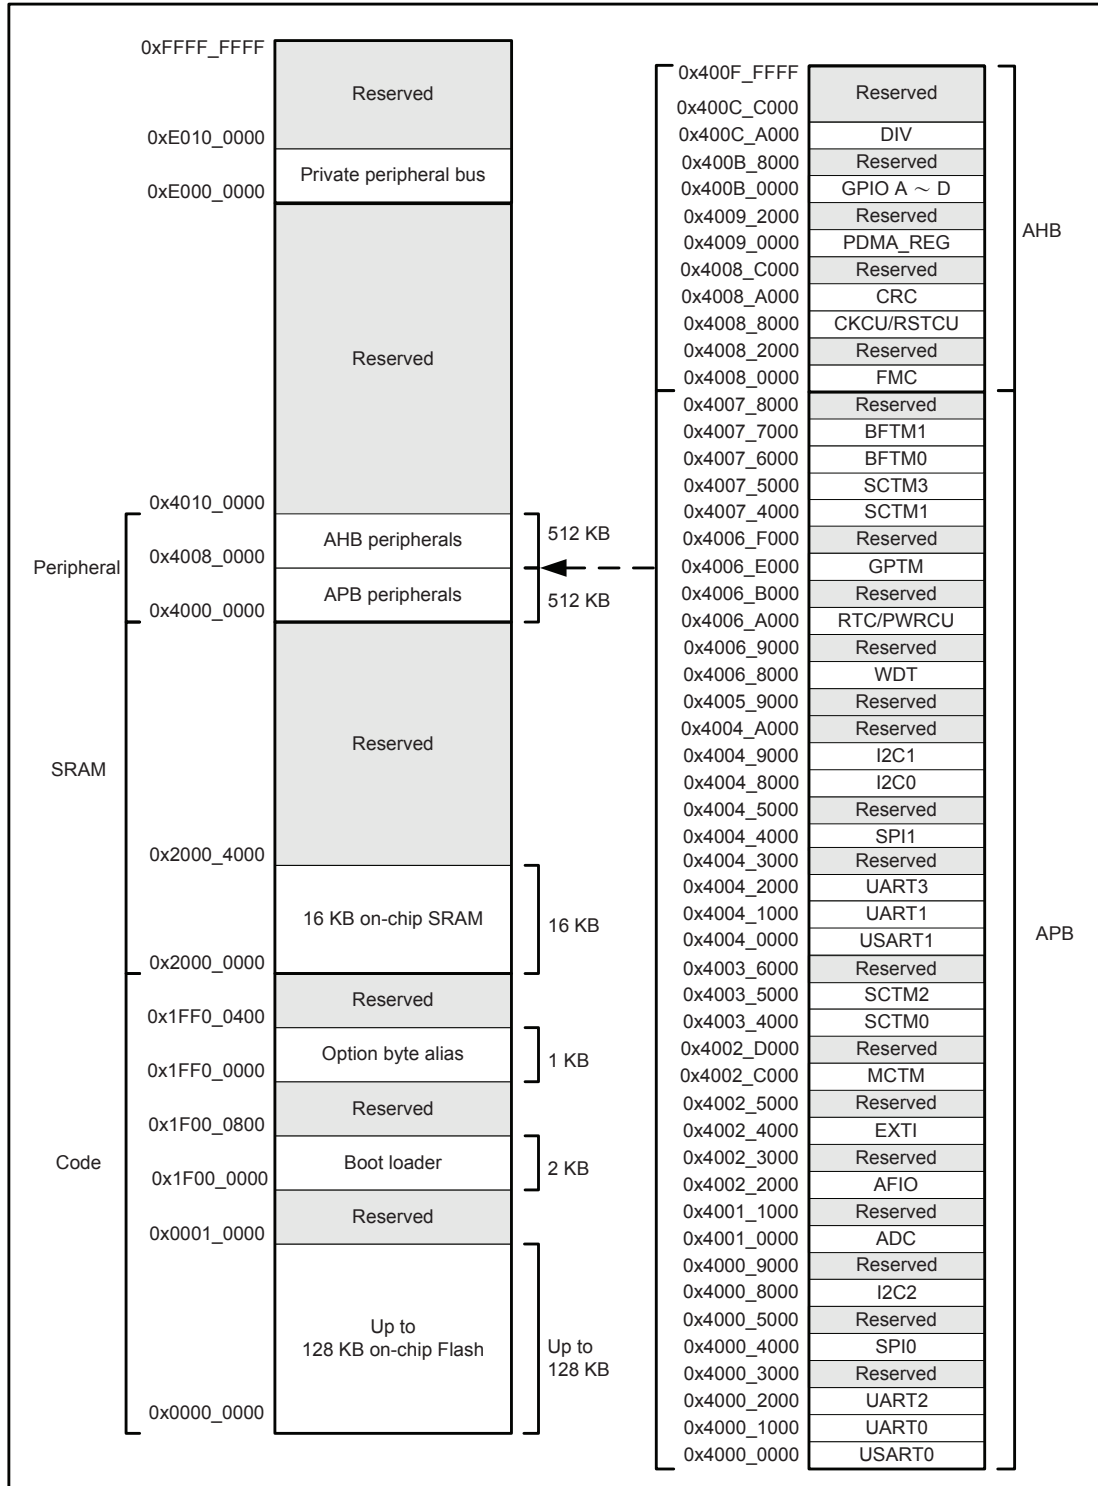 0xFFFF_FFFF
Reserved
0xE010_0000
Private peripheral bus
0xE000_0000
Reserved
0x4010_0000
AHB peripherals
512 KB
0x4008_0000
Peripheral
APB peripherals
512 KB
0x4000_0000
Reserved
SRAM
0x2000_4000
16 KB on-chip SRAM
16 KB
0x2000_0000
Reserved
0x1FF0_0400
Option byte alias
1 KB
0x1FF0_0000
Reserved
0x1F00_0800
Code
Boot loader
2 KB
0x1F00_0000
Reserved
0x0001_0000
Up to
128 KB on-chip Flash
Up to
128 KB
0x0000_0000
0x400F_FFFF
Reserved
0x400C_C000
0x400C_A000 DIV
0x400B_8000 Reserved
0x400B_0000 GPIO A ～ D
0x4009_2000 Reserved
AHB
0x4009_0000 PDMA_REG
0x4008_C000 Reserved
0x4008_A000 CRC
0x4008_8000 CKCU/RSTCU
0x4008_2000 Reserved
0x4008_0000 FMC
0x4007_8000 Reserved
0x4007_7000 BFTM1
0x4007_6000 BFTM0
0x4007_5000 SCTM3
0x4007_4000 SCTM1
0x4006_F000 Reserved
0x4006_E000 GPTM
0x4006_B000 Reserved
0x4006_A000 RTC/PWRCU
0x4006_9000 Reserved
0x4006_8000 WDT
0x4005_9000 Reserved
0x4004_A000 Reserved
0x4004_9000 I2C1
0x4004_8000 I2C0
0x4004_5000 Reserved
0x4004_4000 SPI1
0x4004_3000 Reserved
0x4004_2000 UART3
0x4004_1000 UART1
APB
0x4004_0000 USART1
0x4003_6000 Reserved
0x4003_5000 SCTM2
0x4003_4000 SCTM0
0x4002_D000 Reserved
0x4002_C000 MCTM
0x4002_5000 Reserved
0x4002_4000 EXTI
0x4002_3000 Reserved
0x4002_2000 AFIO
0x4001_1000 Reserved
0x4001_0000 ADC
0x4000_9000 Reserved
0x4000_8000 I2C2
0x4000_5000 Reserved
0x4000_4000 SPI0
0x4000_3000 Reserved
0x4000_2000 UART2
0x4000_1000 UART0
0x4000_0000 USART0